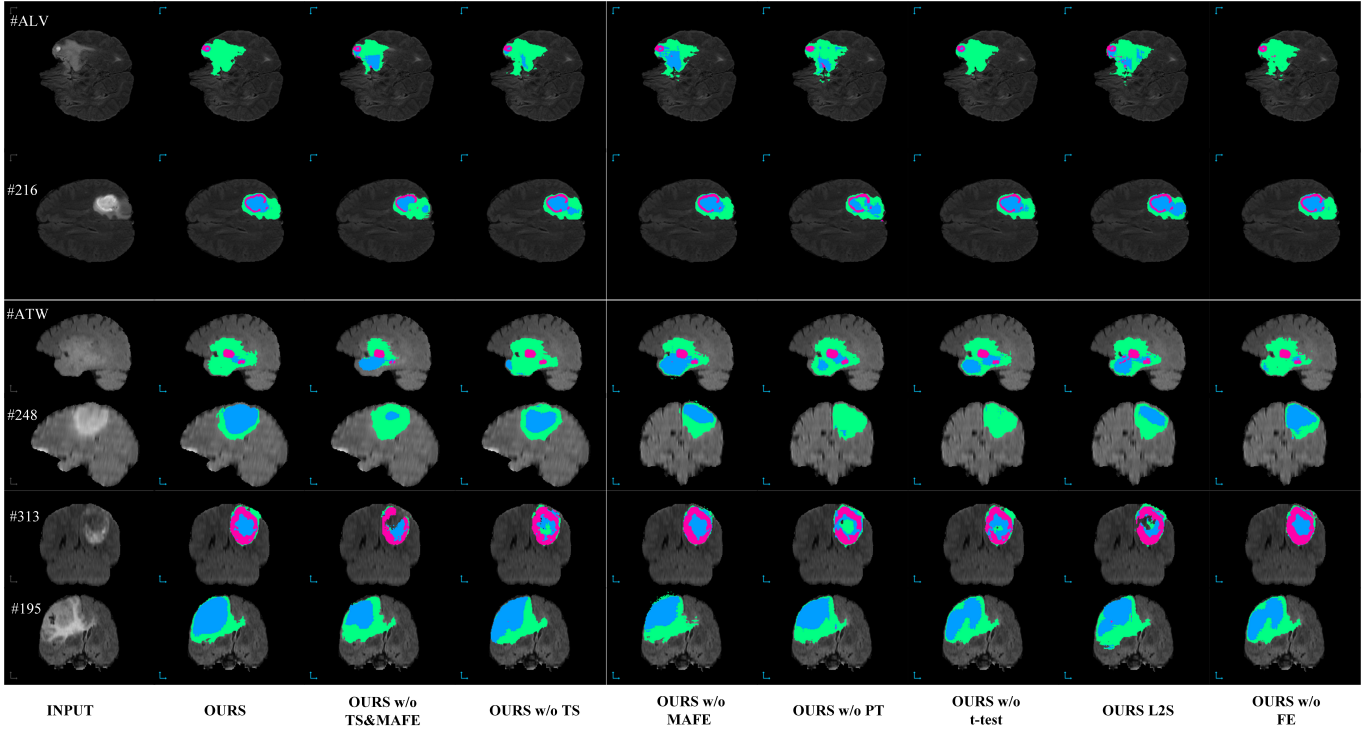 #ALV
#216
#ATW
#248
#313
#195
INPUT
OURS
OURS w/o
TS&MAFE
OURS w/o TS
OURS w/o
MAFE
OURS w/o PT
OURS w/o
t-test
OURS L2S
OURS w/o
FE